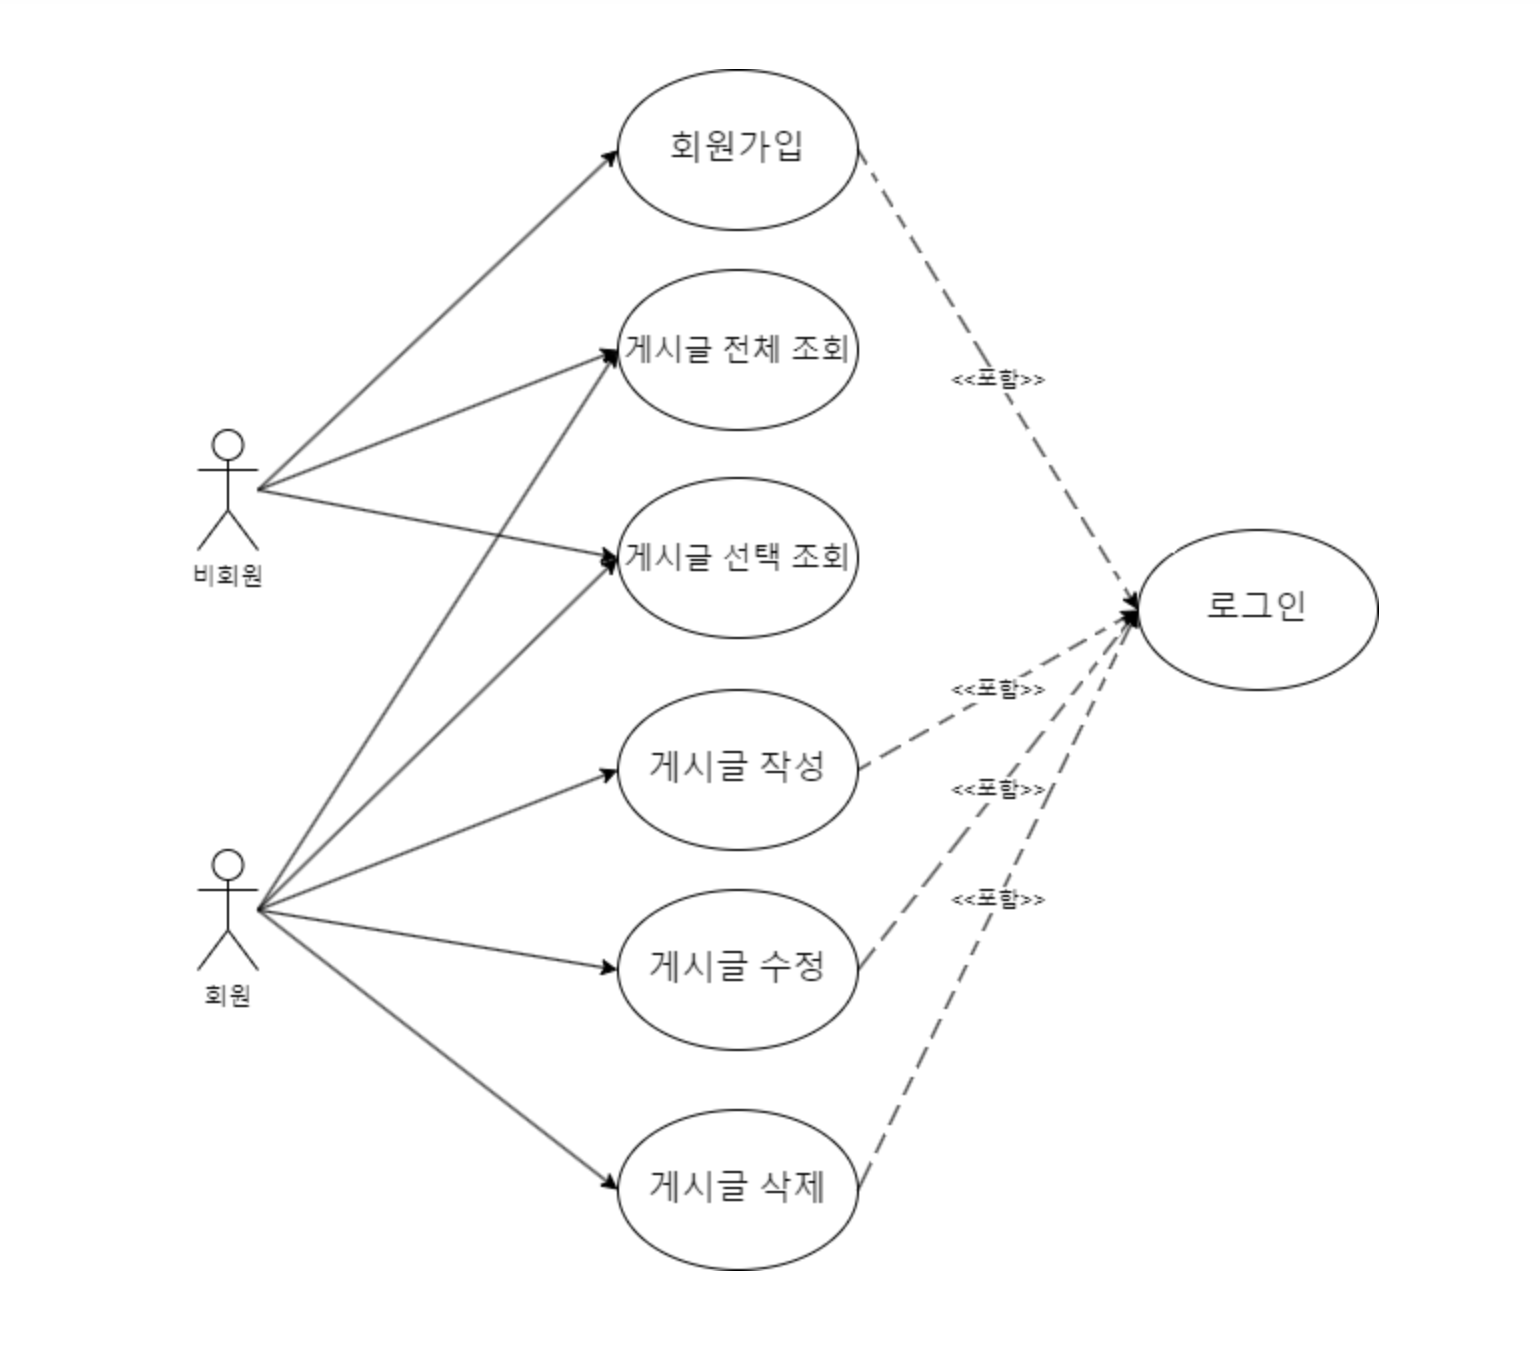 회원가입
게시글 전체 조회
<<포함>>
비회원
게시글 선택 조회
로그인
<<포함>>
게시글 작성
<<포함>>
<<포함>>
회원
게시글 수정
게시글 삭제